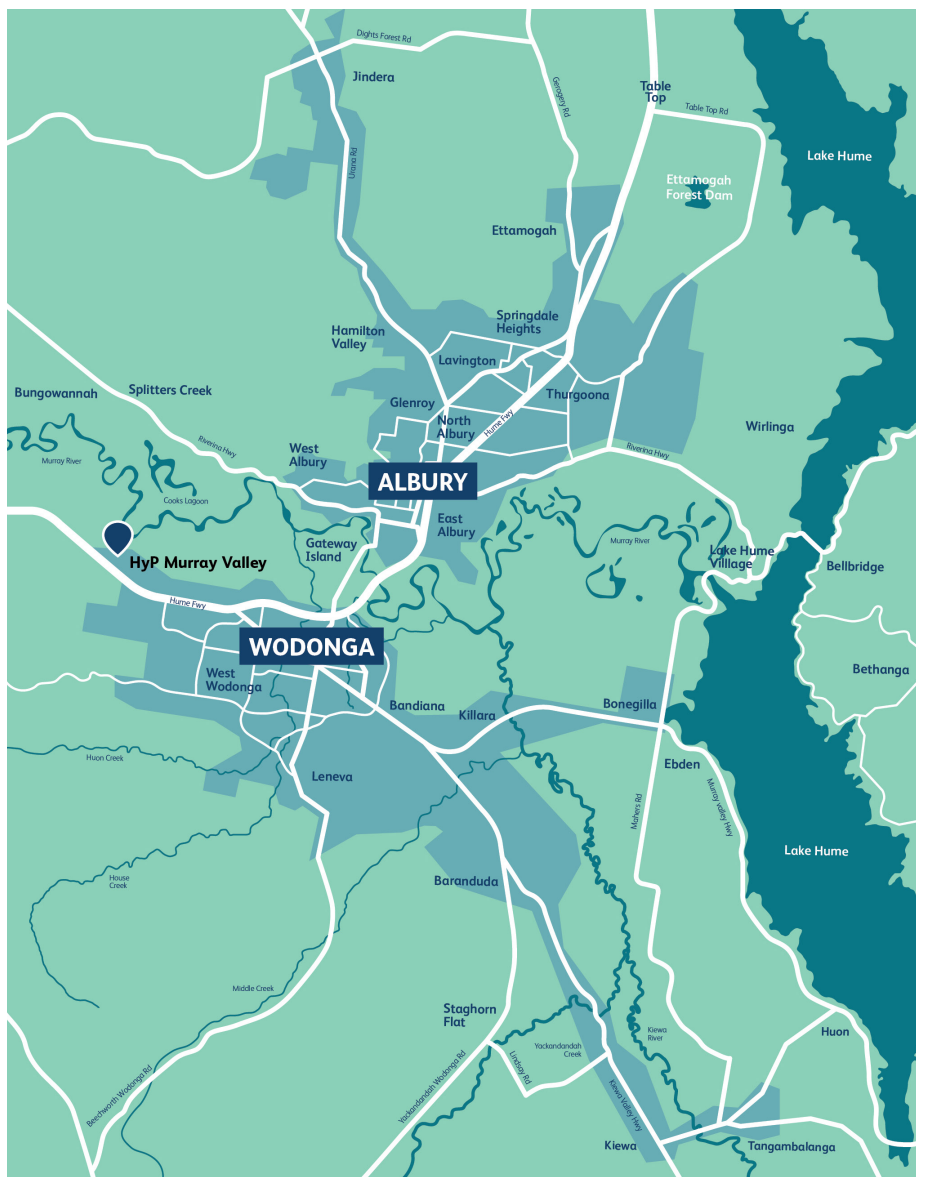 Dights Forest Rd
Jindera
Gerogery Rd
Table
Top
Table Top Rd
Lake Hume
Urana Rd
Ettamogah
Forest Dam
Ettamogah
Springdale
Heights
Hamilton
Valley
Lavington
Bungowannah
Splitters Creek
Glenroy
Thurgoona
North
Albury
Hume Fwy
Wirlinga
Riverina Hwy
West
Albury
Riverina Hwy
Murray River
ALBURY
Cooks Lagoon
East
Albury
Gateway
Island
Murray River
Lake Hume
Villlage
HyP Murray Valley
Bellbridge
Hume Fwy
WODONGA
West
Wodonga
Bethanga
Bandiana
Killara
Bonegilla
Huon Creek
Leneva
Ebden
Mahers Rd
Murray valley Hwy
Lake Hume
House
Creek
Baranduda
Middle Creek
Staghorn
Flat
Kiewa
River
Huon
Yackandandah
Creek
Lindsay Rd
Beechworth Wodonga Rd
Yackandandah Wodonga Rd
Kiewa Valley Hwy
Kiewa
Tangambalanga